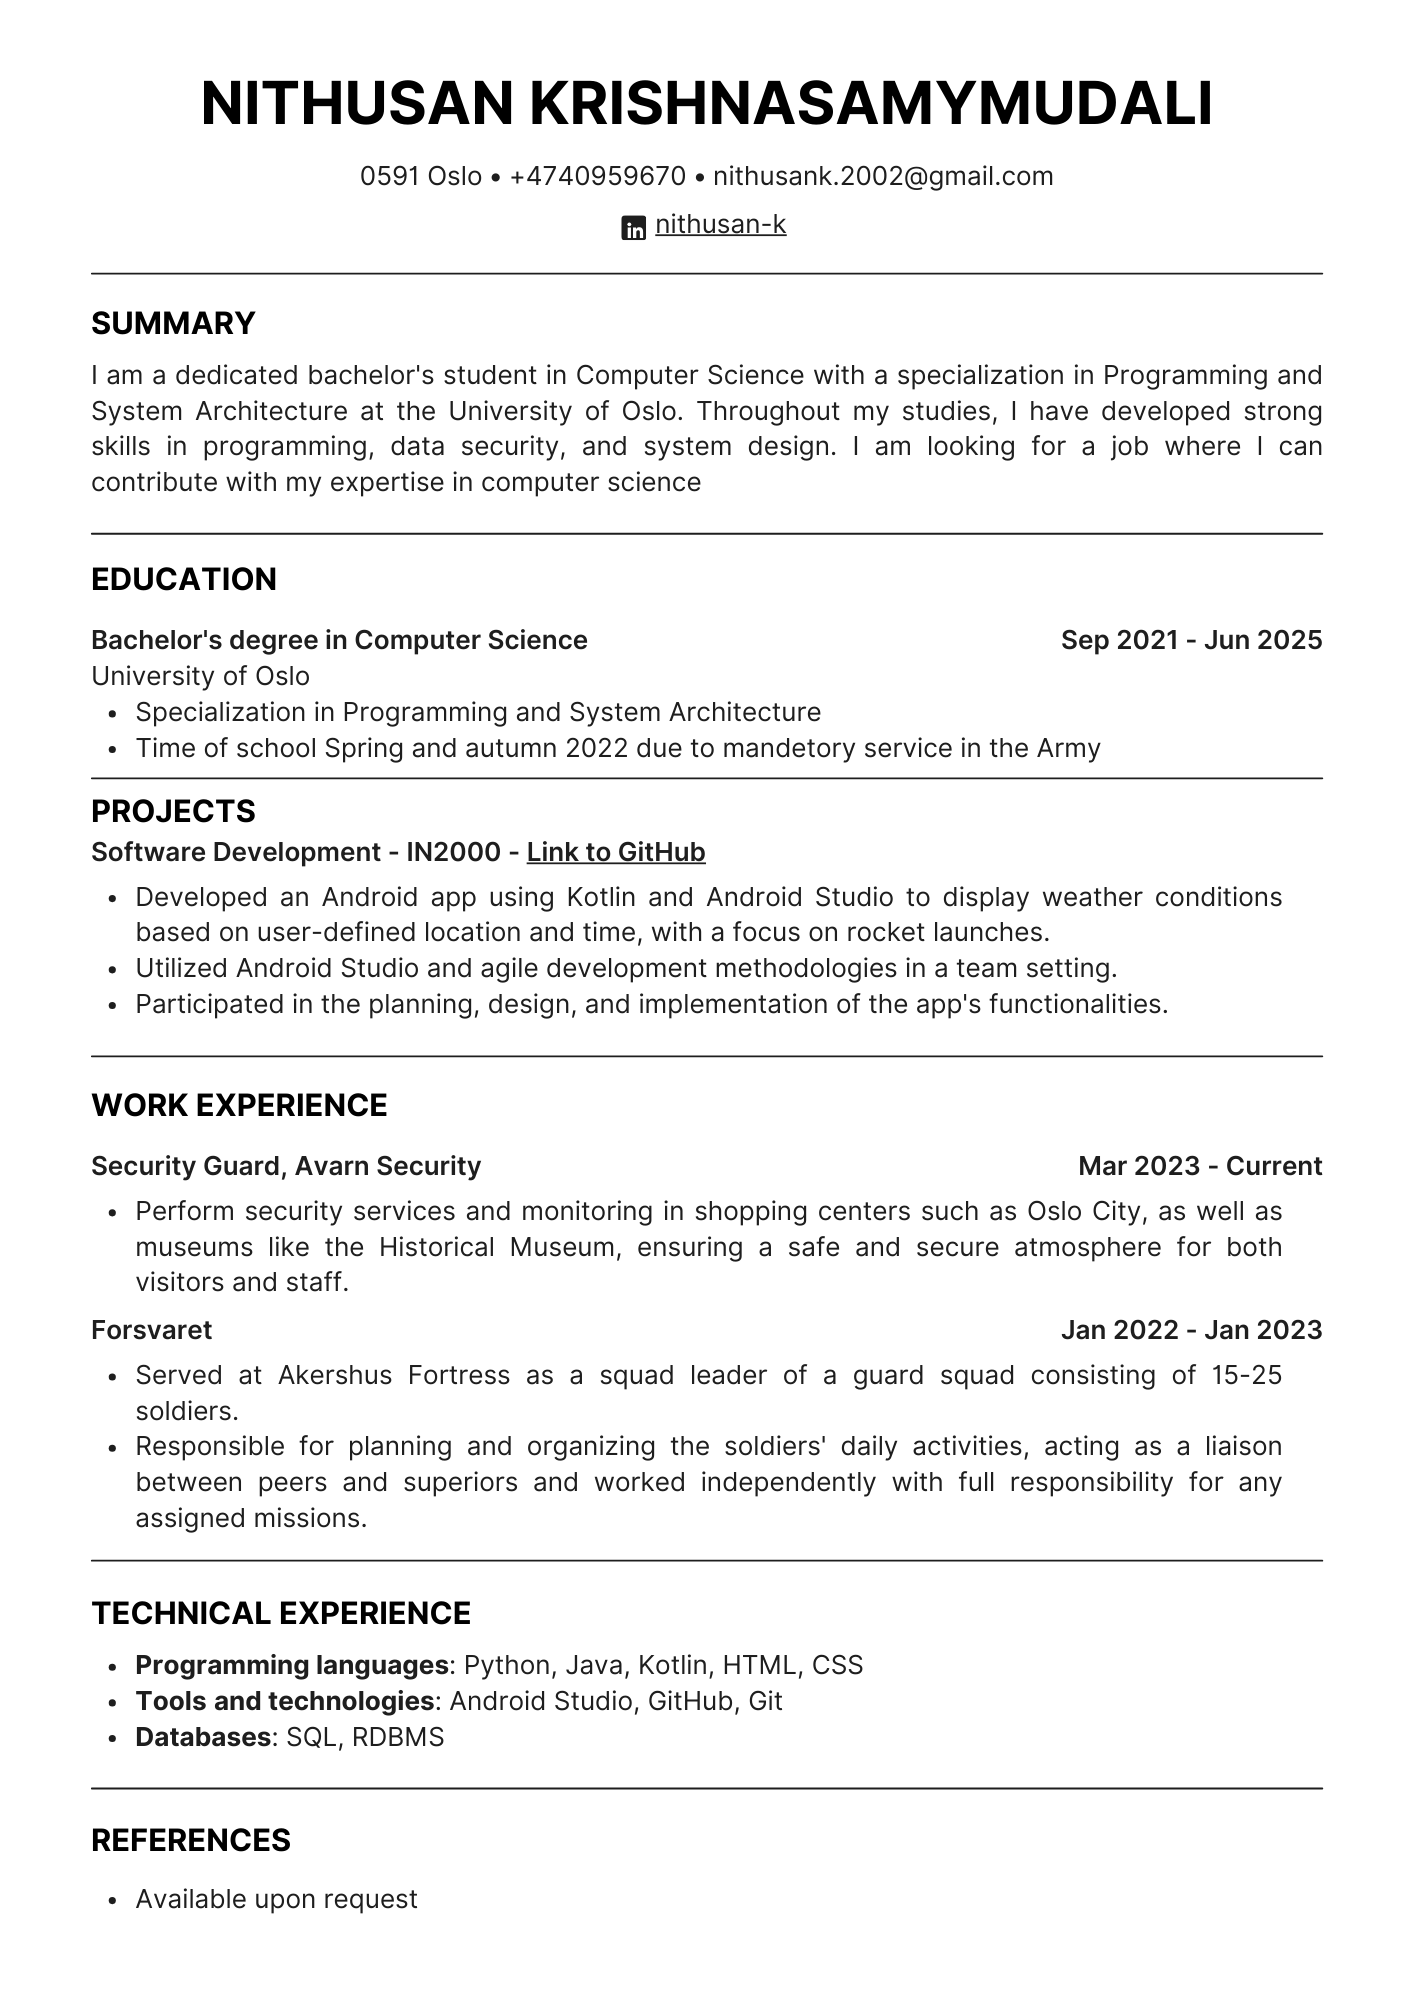 NITHUSAN KRISHNASAMYMUDALI
0591 Oslo • +4740959670 • nithusank.2002@gmail.com
in nithusan-k
SUMMARY
I am a dedicated bachelor's student in Computer Science with a specialization in Programming and
System Architecture at the University of Oslo. Throughout my studies, I have developed strong
skills in programming, data security, and system design. I am looking for a job where I can
contribute with my expertise in computer science
EDUCATION
Bachelor's degree in Computer Science Sep 2021 - Jun 2025
University of Oslo
• Specialization in Programming and System Architecture
• Time of school Spring and autumn 2022 due to mandetory service in the Army
PROJECTS
Software Development - IN2000 - Link to GitHub
• Developed an Android app using Kotlin and Android Studio to display weather conditions
based on user-defined location and time, with a focus on rocket launches.
• Utilized Android Studio and agile development methodologies in a team setting.
• Participated in the planning, design, and implementation of the app's functionalities.
WORK EXPERIENCE
Security Guard, Avarn Security Mar 2023 - Current
• Perform security services and monitoring in shopping centers such as Oslo City, as well as
museums like the Historical Museum, ensuring a safe and secure atmosphere for both
visitors and staff.
Forsvaret Jan 2022 - Jan 2023
• Served at Akershus Fortress as a squad leader of a guard squad consisting of 15-25
soldiers.
• Responsible for planning and organizing the soldiers' daily activities, acting as a liaison
between peers and superiors and worked independently with full responsibility for any
assigned missions.
TECHNICAL EXPERIENCE
• Programming languages: Python, Java, Kotlin, HTML, CSS
• Tools and technologies: Android Studio, GitHub, Git
• Databases: SQL, RDBMS
REFERENCES
• Available upon request